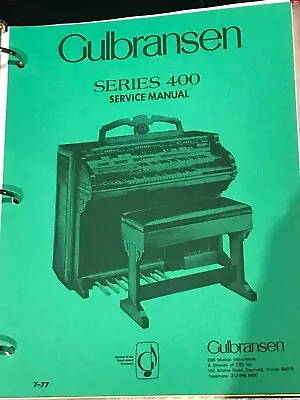 Gulbransen
SERIES 400
SERVICE MANUAL
Gulbransen
CBS Musical Instruments
A Division of CBS Inc.
100 Wilmot Road, Deerfield, Illinois 60015
Telephone
7-77